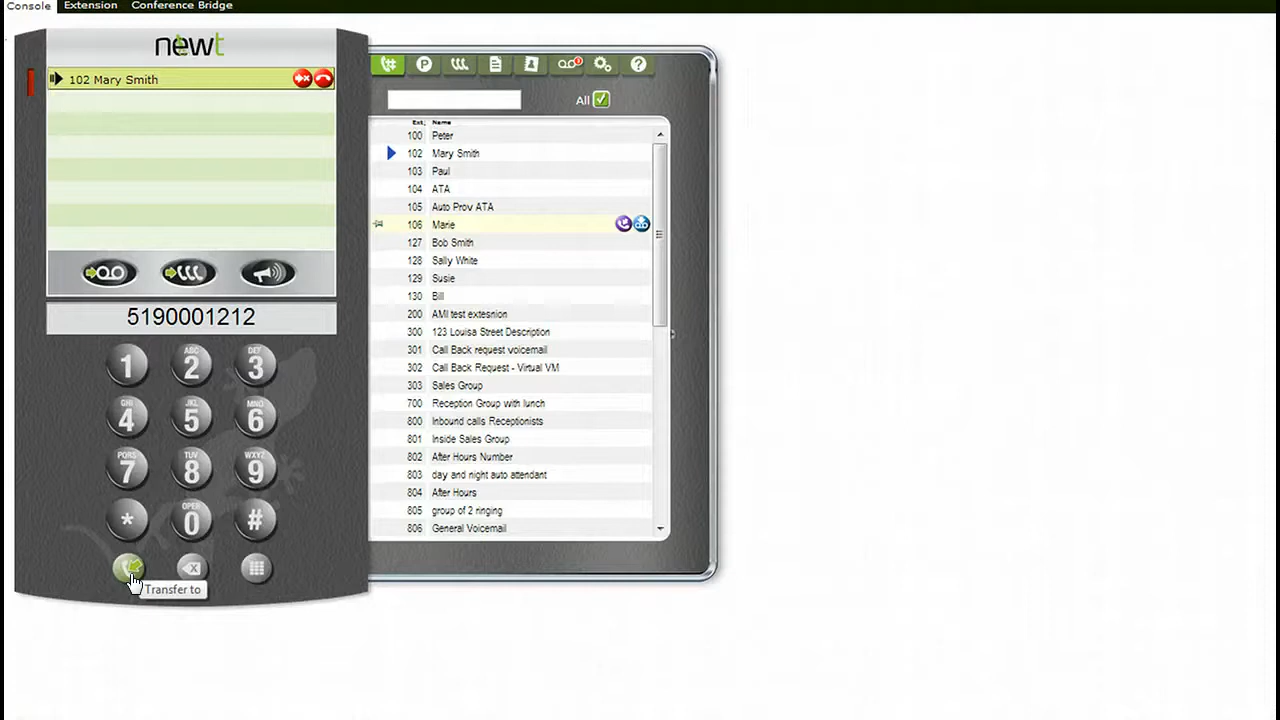 Console Extension Conference Bridge
newt
102 Mary Smith
5190001212
1
ABC 2
DEF 3
GHI 4
JKL 5
MNO 6
PQRS 7
TUV 8
WXYZ 9
*
OPER 0
#
Transfer to
P
?
All
Ext. Name
100 Peter
102 Mary Smith
103 Paul
104 ATA
105 Auto Prov ATA
106 Marie
127 Bob Smith
128 Sally White
129 Susie
130 Bill
200 AMI test extesnion
300 123 Louisa Street Description
301 Call Back request voicemail
302 Call Back Request - Virtual VM
303 Sales Group
700 Reception Group with lunch
800 Inbound calls Receptionists
801 Inside Sales Group
802 After Hours Number
803 day and night auto attendant
804 After Hours
805 group of 2 ringing
806 General Voicemail